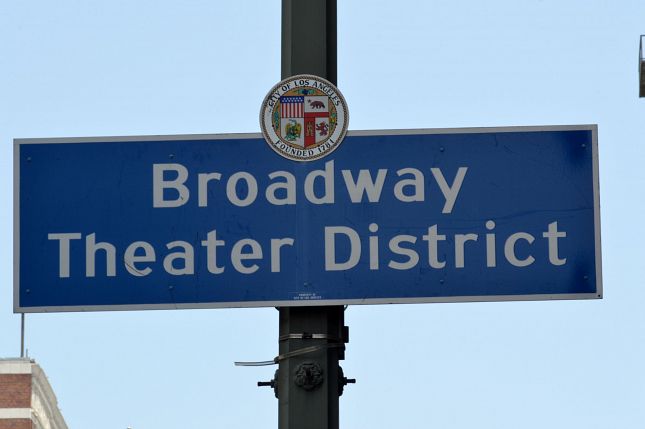 CITY OF LOS ANGELES
FOUNDED 1781
Broadway
Theater District